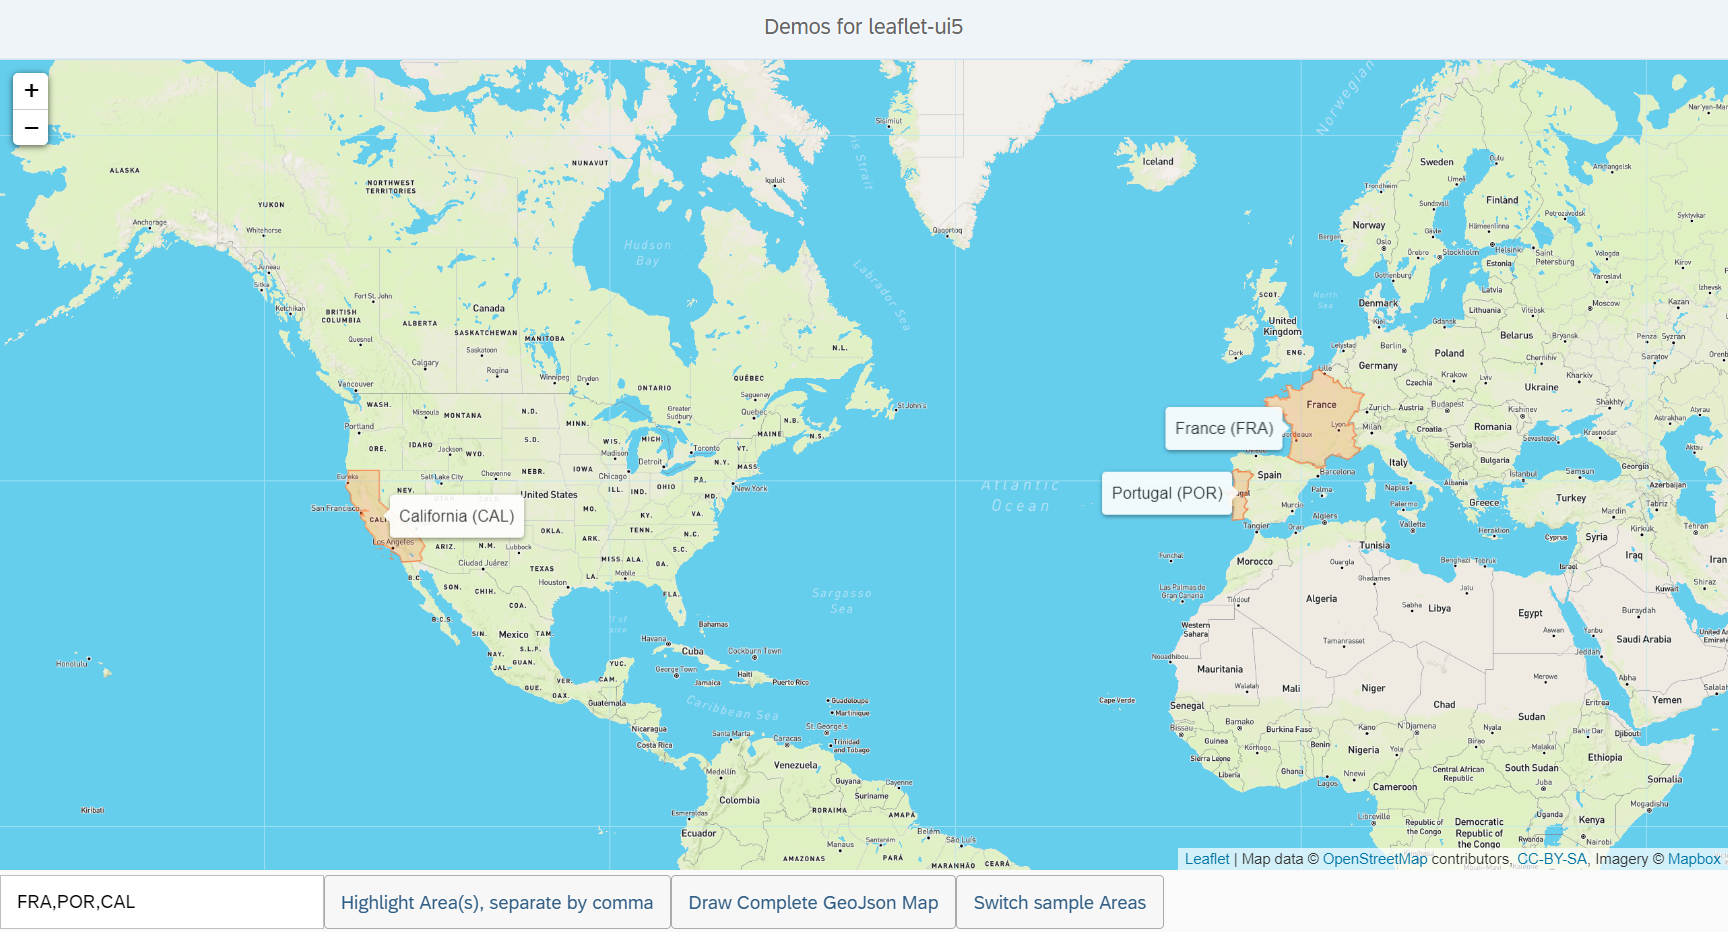 Demos for leaflet-ui5
+
−
Norwegian
Nar'yan-Mar
Sisimiut
ALASKA
NUNAVUT
Iqaluit
Iceland
Sweden
Oulu
Arkhangelsk
NORTHWEST
TERRITORIES
Trondheim
Umeå
YUKON
Finland
Sundsvall
Petrozavodsk
Syktyvkar
Anchorage
Whitehorse
Qaqortoq
Norway
Bergen
Oslo
Gävle
Hämeenlinna
Örebro
Stockholm
Helsinki
Saint
Petersburg
Vologda
Kirov
Hudson
Bay
Labrador Sea
Estonia
Yaroslavl
Juneau
Sitka
Gothenburg
Latvia
Izhevsk
Fort St. John
Ketchikan
SCOT.
North
Sea
Denmark
Moscow
Kazan
BRITISH
COLUMBIA
Canada
ALBERTA
SASKATCHEWAN
MANITOBA
Lithuania
Vitebsk
Kiel
Gdansk
United
Kingdom
Belarus
Bryansk
Penza
Syzran
Quesnel
Saskatoon
N.L.
Cork
ENG.
Lelystad
Berlin
Poland
Chernihiv
Saratov
Calgary
Regina
Winnipeg
Dryden
ONTARIO
QUÉBEC
Lille
Germany
Krakow
Lviv
Kharkiv
Ukraine
Vancouver
Saguenay
Czechia
WASH.
Missoula
MONTANA
N.D.
Greater
Sudbury
Quebec
St John's
France
Zurich
Austria
Budapest
Kishinev
Shakhty
Atyrau
Astrakhan
Portland
MINN.
N.B.
N.S.
MAINE
Lyon
Milan
Croatia
Romania
Krasnodar
France (FRA)
Sevastopol
Serbia
Aktau
ORE.
IDAHO
Jackson
WYO.
S.D.
WIS.
Madison
MICH.
Toronto
VT.
Bulgaria
Italy
Detroit
N.Y.
MASS.
Barcelona
Istanbul
Samsun
Georgia
Eureka
Salt Lake City
Cheyenne
NEBR.
IOWA
Chicago
PA.
New York
Spain
Palma
Naples
Albania
Greece
Turkey
Azerbaijan
Tabriz
Atlantic
Ocean
Portugal (POR)
NEV.
United States
ILL.
IND.
OHIO
MD.
Murcia
Palermo
Mardin
San Francisco
California (CAL)
MO.
KY.
VA.
Tangier
Oran
Algiers
Valletta
Heraklion
Kirkuk
Tehran
Los Angeles
ARIZ.
N.M.
Lubbock
OKLA.
ARK.
TENN.
N.C.
S.C.
Tunisia
Cyprus
Syria
Iraq
Iran
Ciudad Juárez
TEXAS
MISS.
ALA.
GA.
Funchal
Morocco
Ouargla
Benghazi
Tobruk
Israel
B.C.
Houston
LA.
Mobile
Ghadames
Kuwait
Shiraz
SON.
CHIH.
COA.
FLA.
Sargasso
Sea
Las Palmas de
Gran Canaria
Tindouf
Algeria
Sabha
Libya
Jalu
Egypt
Buraydah
B.C.S.
SIN.
Mexico
TAM.
Bahamas
Western
Sahara
Aswan
Yanbu
Saudi Arabia
Havana
S.L.P.
NAY.
JAL.
GUAN.
Cuba
Cockburn Town
Tamanrasset
Jeddah
Honolulu
YUC.
CAM.
VER.
GUE.
OAX.
George Town
Jamaica
Haiti
Puerto Rico
Nouadhibou
Mauritania
Walatah
Mali
Niger
Merowe
Abha
Yemen
Salalah
Guatemala
Caribbean Sea
Guadeloupe
Martinique
Cape Verde
Senegal
Chad
Sudan
Eritrea
Nicaragua
Costa Rica
Santa Marta
Caracas
St. George's
Trinidad
and Tobago
Bissau
Bamako
Burkina Faso
Kano
N'Djamena
Nyala
Bahir Dar
Djibouti
Guinea
Korhogo
Benin
Nigeria
Yola
Birao
Malakal
Ethiopia
Sierra Leone
Liberia
Ghana
Nnewi
Lagos
Central African
Republic
South Sudan
Juba
Somalia
Medellín
Venezuela
Guyana
Cayenne
Suriname
Cameroon
Kiribati
Colombia
RORAIMA
AMAPÁ
Esmeraldas
Ecuador
Libreville
Republic of
the Congo
Democratic
Republic of
the Congo
Uganda
Kenya
Mogadishu
Rwanda
Nairobi
Manaus
Santarém
Belém
São Luís
AMAZONAS
PARÁ
MARANHÃO
CEARÁ
Leaflet | Map data © OpenStreetMap contributors, CC-BY-SA, Imagery © Mapbox
FRA,POR,CAL
Highlight Area(s), separate by comma
Draw Complete GeoJson Map
Switch sample Areas